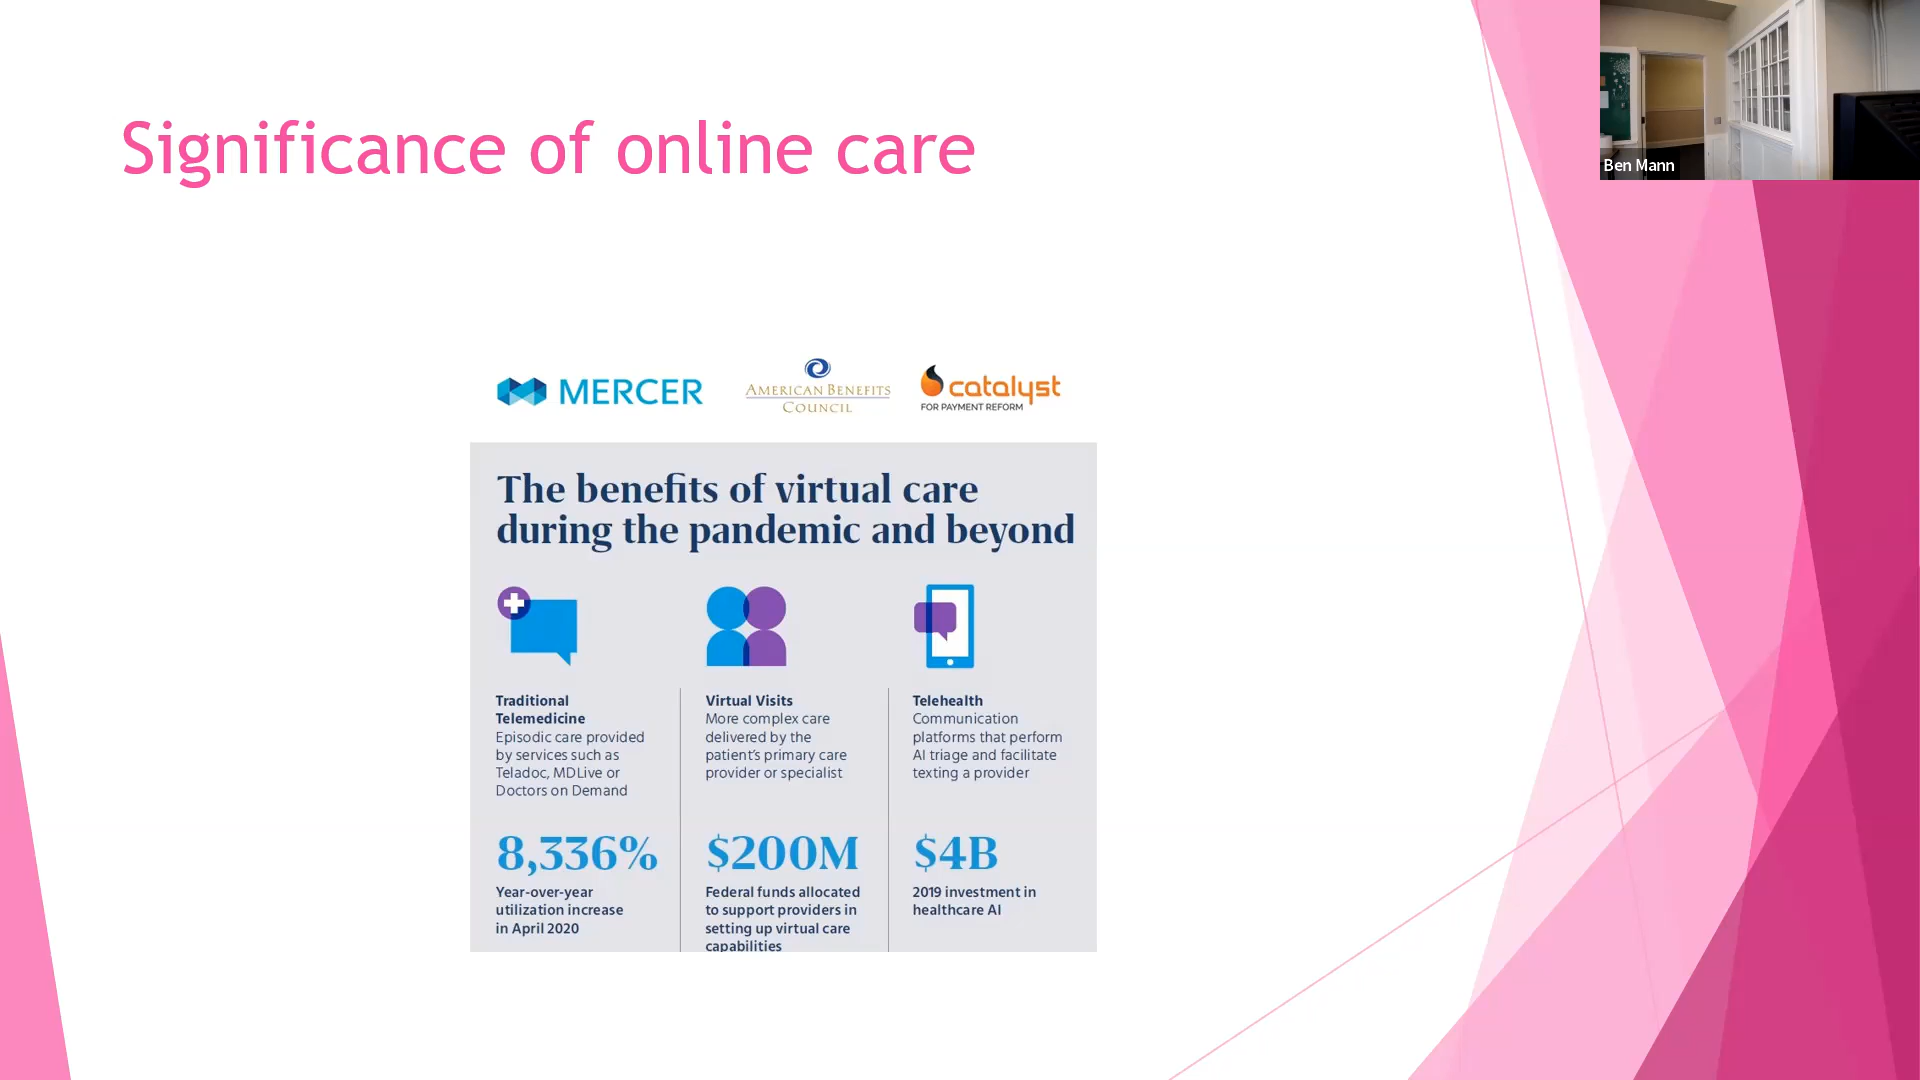 Significance of online care
Ben Mann
MERCER
AMERICAN BENEFITS
COUNCIL
catalyst
FOR PAYMENT REFORM
The benefits of virtual care
during the pandemic and beyond
Traditional
Telemedicine
Episodic care provided
by services such as
Teladoc, MDLive or
Doctors on Demand
8,336%
Year-over-year
utilization increase
in April 2020
Virtual Visits
More complex care
delivered by the
patient's primary care
provider or specialist
$200M
Federal funds allocated
to support providers in
setting up virtual care
capabilities
Telehealth
Communication
platforms that perform
AI triage and facilitate
texting a provider
$4B
2019 investment in
healthcare AI